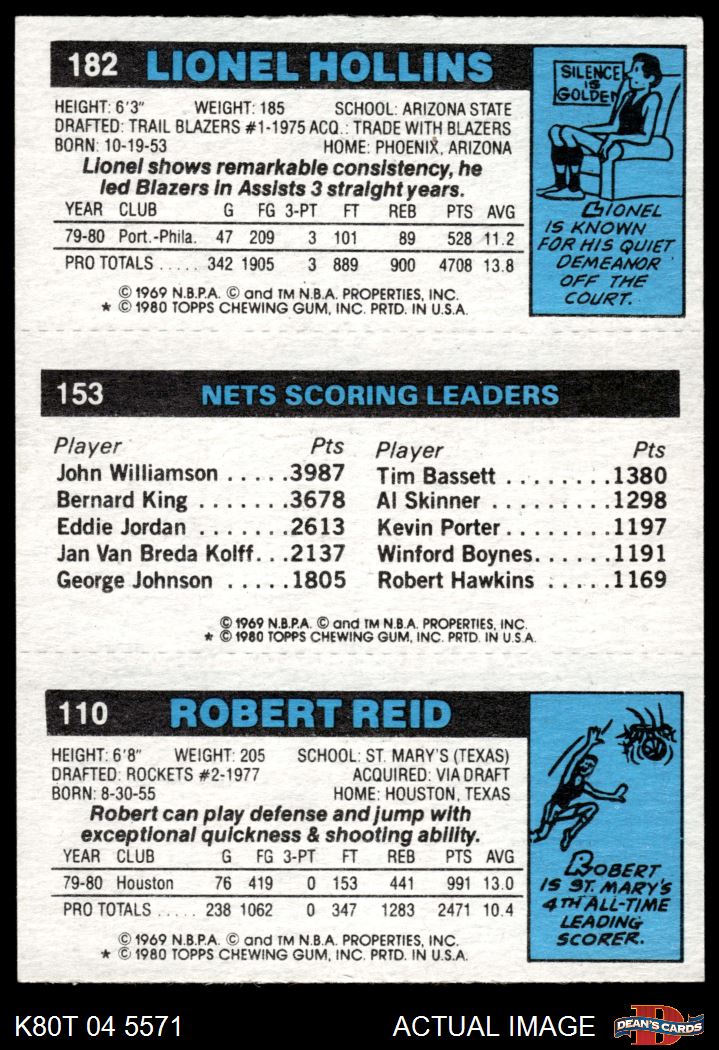 182 LIONEL HOLLINS
HEIGHT: 6'3" WEIGHT: 185 SCHOOL: ARIZONA STATE
DRAFTED: TRAIL BLAZERS #1-1975 ACQ.: TRADE WITH BLAZERS
BORN: 10-19-53 HOME: PHOENIX, ARIZONA
Lionel shows remarkable consistency, he
led Blazers in Assists 3 straight years.
YEAR CLUB G FG 3-PT FT REB PTS AVG
79-80 Port.-Phila. 47 209 3 101 89 528 11.2
PRO TOTALS ..... 342 1905 3 889 900 4708 13.8
© 1969 N.B.P.A. © and TM N.B.A. PROPERTIES, INC.
* © 1980 TOPPS CHEWING GUM, INC. PRTD. IN U.S.A.
SILENCE
IS
GOLDEN
LIONEL
IS KNOWN
FOR HIS QUIET
DEMEANOR
OFF THE
COURT.
153 NETS SCORING LEADERS
Player Pts Player Pts
John Williamson .....3987 Tim Bassett ........1380
Bernard King ........3678 Al Skinner .........1298
Eddie Jordan .......2613 Kevin Porter........1197
Jan Van Breda Kolff...2137 Winford Boynes......1191
George Johnson .....1805 Robert Hawkins .....1169
© 1969 N.B.P.A. © and TM N.B.A. PROPERTIES, INC.
* © 1980 TOPPS CHEWING GUM, INC. PRTD. IN U.S.A.
110 ROBERT REID
HEIGHT: 6'8" WEIGHT: 205 SCHOOL: ST. MARY'S (TEXAS)
DRAFTED: ROCKETS #2-1977 ACQUIRED: VIA DRAFT
BORN: 8-30-55 HOME: HOUSTON, TEXAS
Robert can play defense and jump with
exceptional quickness & shooting ability.
YEAR CLUB G FG 3-PT FT REB PTS AVG
79-80 Houston 76 419 0 153 441 991 13.0
PRO TOTALS ..... 238 1062 0 347 1283 2471 10.4
© 1969 N.B.P.A. © and TM N.B.A. PROPERTIES, INC.
* © 1980 TOPPS CHEWING GUM, INC. PRTD. IN U.S.A.
ROBERT
IS ST. MARY'S
4TH ALL-TIME
LEADING
SCORER.
K80T 04 5571 ACTUAL IMAGE DEAN'S CARDS